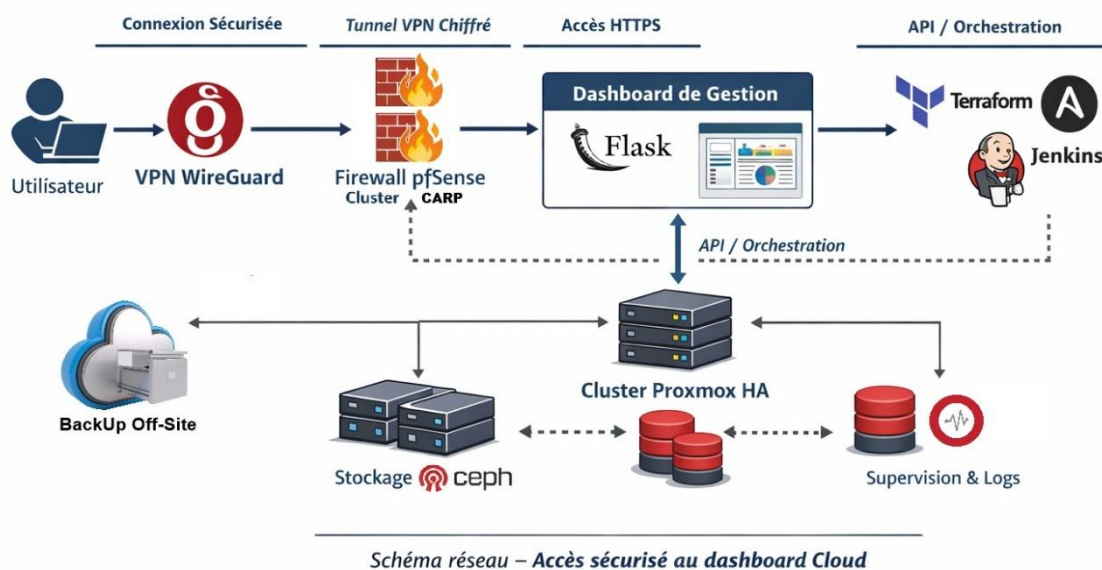 Connexion Sécurisée
Tunnel VPN Chiffré
Accès HTTPS
API / Orchestration
Utilisateur
VPN WireGuard
Firewall pfSense
Cluster CARP
Dashboard de Gestion
Flask
Terraform
Jenkins
API / Orchestration
BackUp Off-Site
Cluster Proxmox HA
Stockage ceph
Supervision & Logs
Schéma réseau – Accès sécurisé au dashboard Cloud